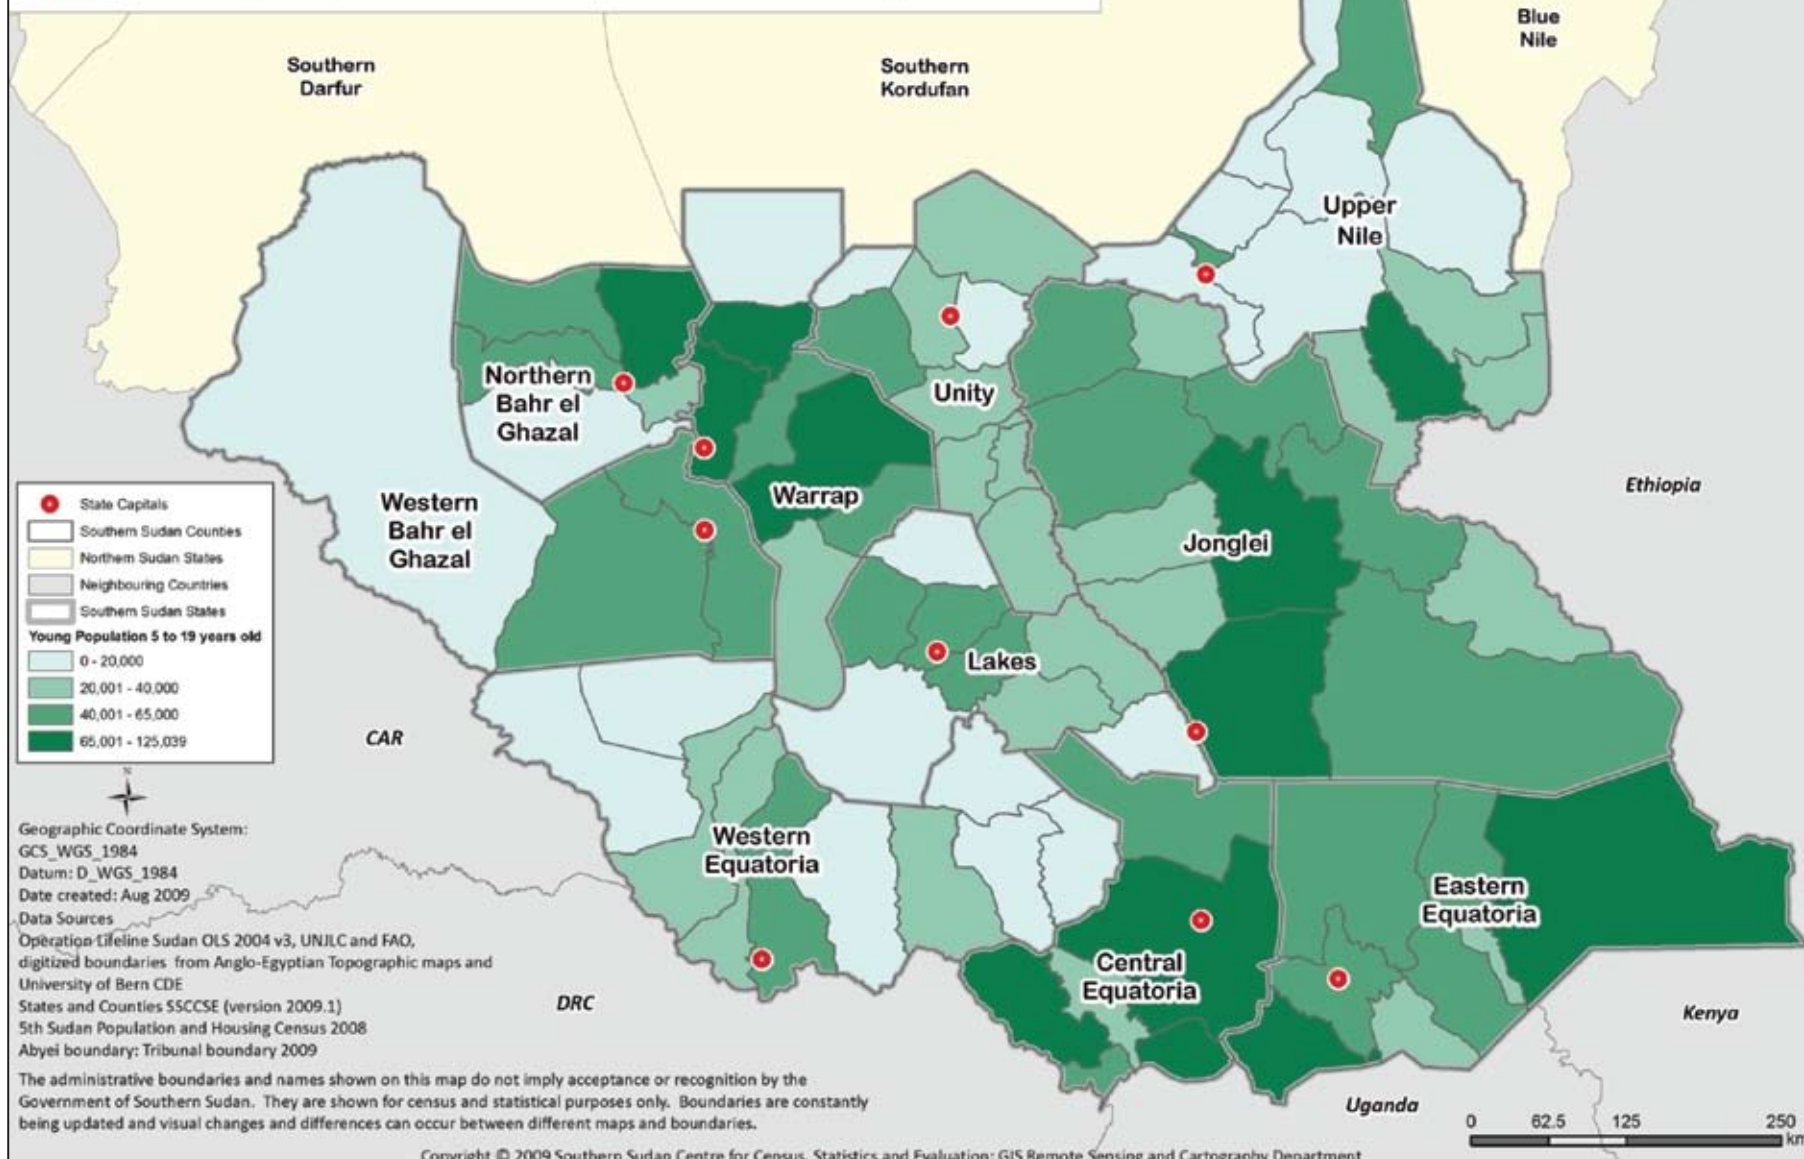 Blue
Nile
Southern
Darfur
Southern
Kordufan
Upper
Nile
Northern
Bahr el
Ghazal
Unity
Warrap
Ethiopia
Western
Bahr el
Ghazal
Jonglei
Lakes
State Capitals
Southern Sudan Counties
Northern Sudan States
Neighbouring Countries
Southern Sudan States
Young Population 5 to 19 years old
0 - 20,000
20,001 - 40,000
40,001 - 65,000
65,001 - 125,039
CAR
N
Western
Equatoria
Eastern
Equatoria
Central
Equatoria
DRC
Kenya
Uganda
Geographic Coordinate System:
GCS_WGS_1984
Datum: D_WGS_1984
Date created: Aug 2009
Data Sources
Operation Lifeline Sudan OLS 2004 v3, UNJLC and FAO,
digitized boundaries from Anglo-Egyptian Topographic maps and
University of Bern CDE
States and Counties SSCCSE (version 2009.1)
5th Sudan Population and Housing Census 2008
Abyei boundary: Tribunal boundary 2009
The administrative boundaries and names shown on this map do not imply acceptance or recognition by the
Government of Southern Sudan. They are shown for census and statistical purposes only. Boundaries are constantly
being updated and visual changes and differences can occur between different maps and boundaries.
0 62.5 125 250
km
Copyright © 2009 Southern Sudan Centre for Census, Statistics and Evaluation: GIS Remote Sensing and Cartography Department